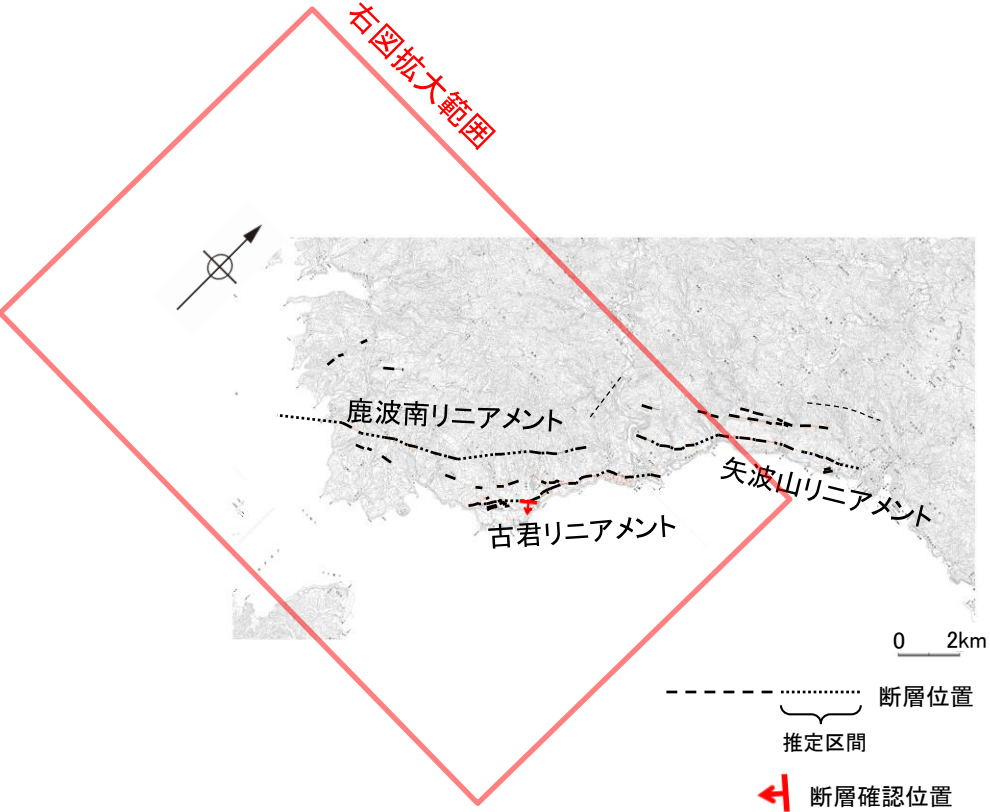 右図拡大範囲
鹿波南リニアメント
矢波山リニアメント
古君リニアメント
0 2km
断層位置
推定区間
断層確認位置